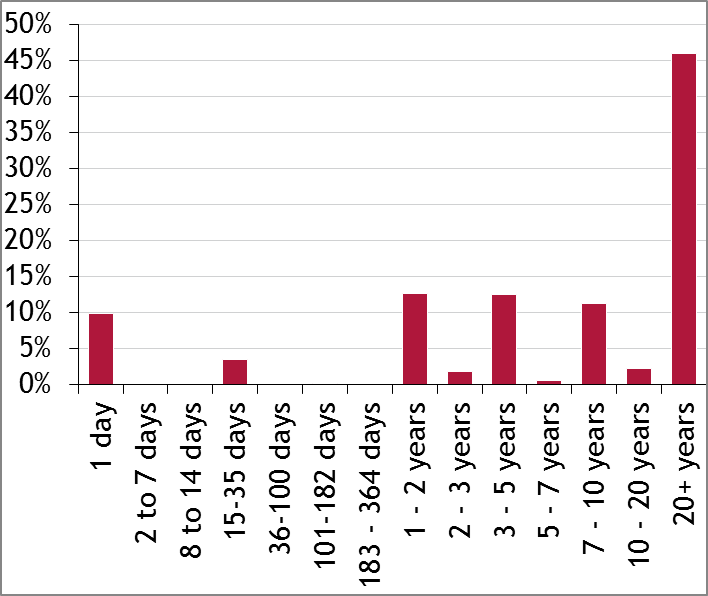 50%
45%
40%
35%
30%
25%
20%
15%
10%
5%
0%
1 day
2 to 7 days
8 to 14 days
15-35 days
36-100 days
101-182 days
183 - 364 days
1 - 2 years
2 - 3 years
3 - 5 years
5 - 7 years
7 - 10 years
10 - 20 years
20+ years